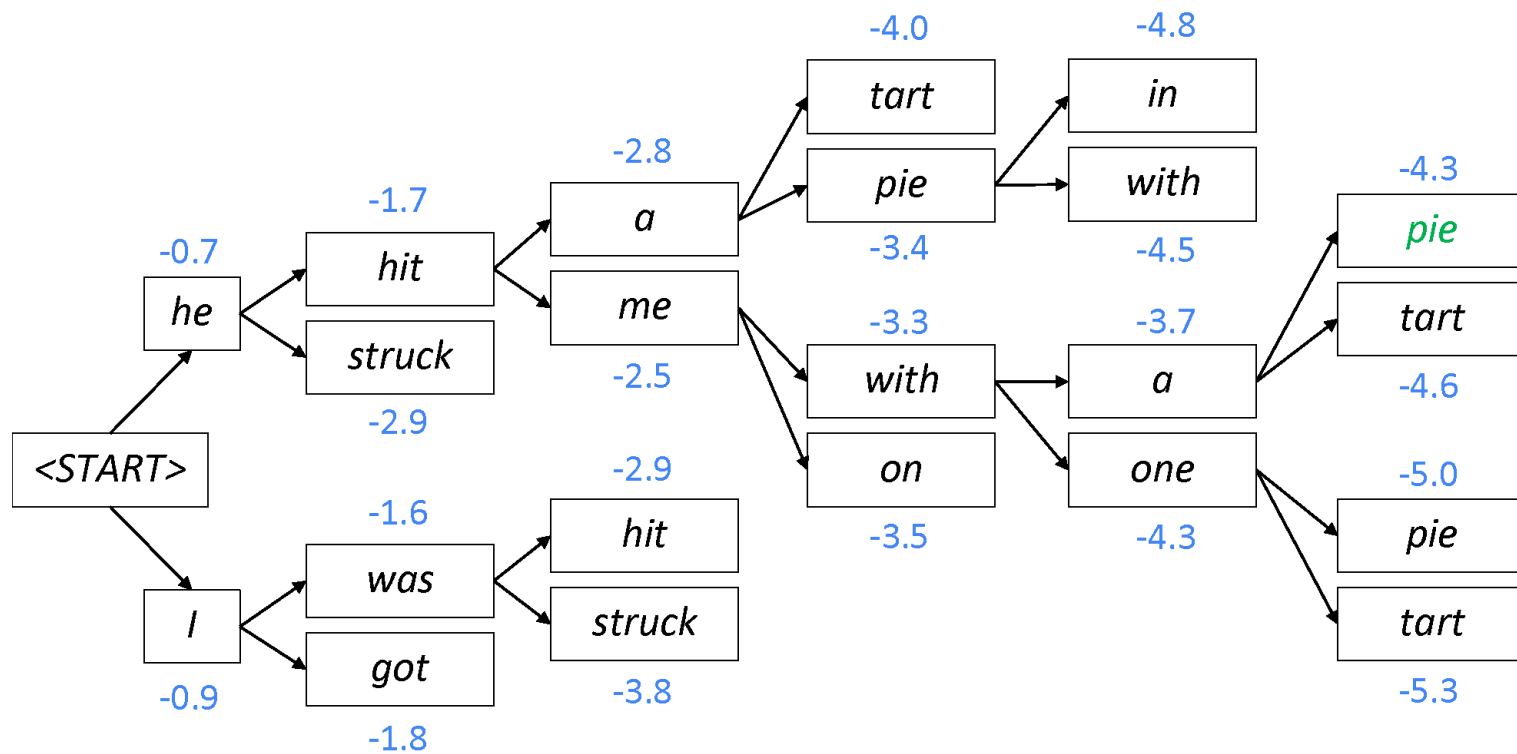 -4.0
-4.8
tart
in
-2.8
pie
with
-4.3
-1.7
a
pie
-0.7
hit
-3.4
-4.5
he
me
-3.3
-3.7
tart
struck
-2.5
with
a
-4.6
-2.9
<START>
-2.9
on
one
-5.0
-1.6
hit
-3.5
-4.3
pie
was
I
struck
tart
got
-0.9
-3.8
-5.3
-1.8